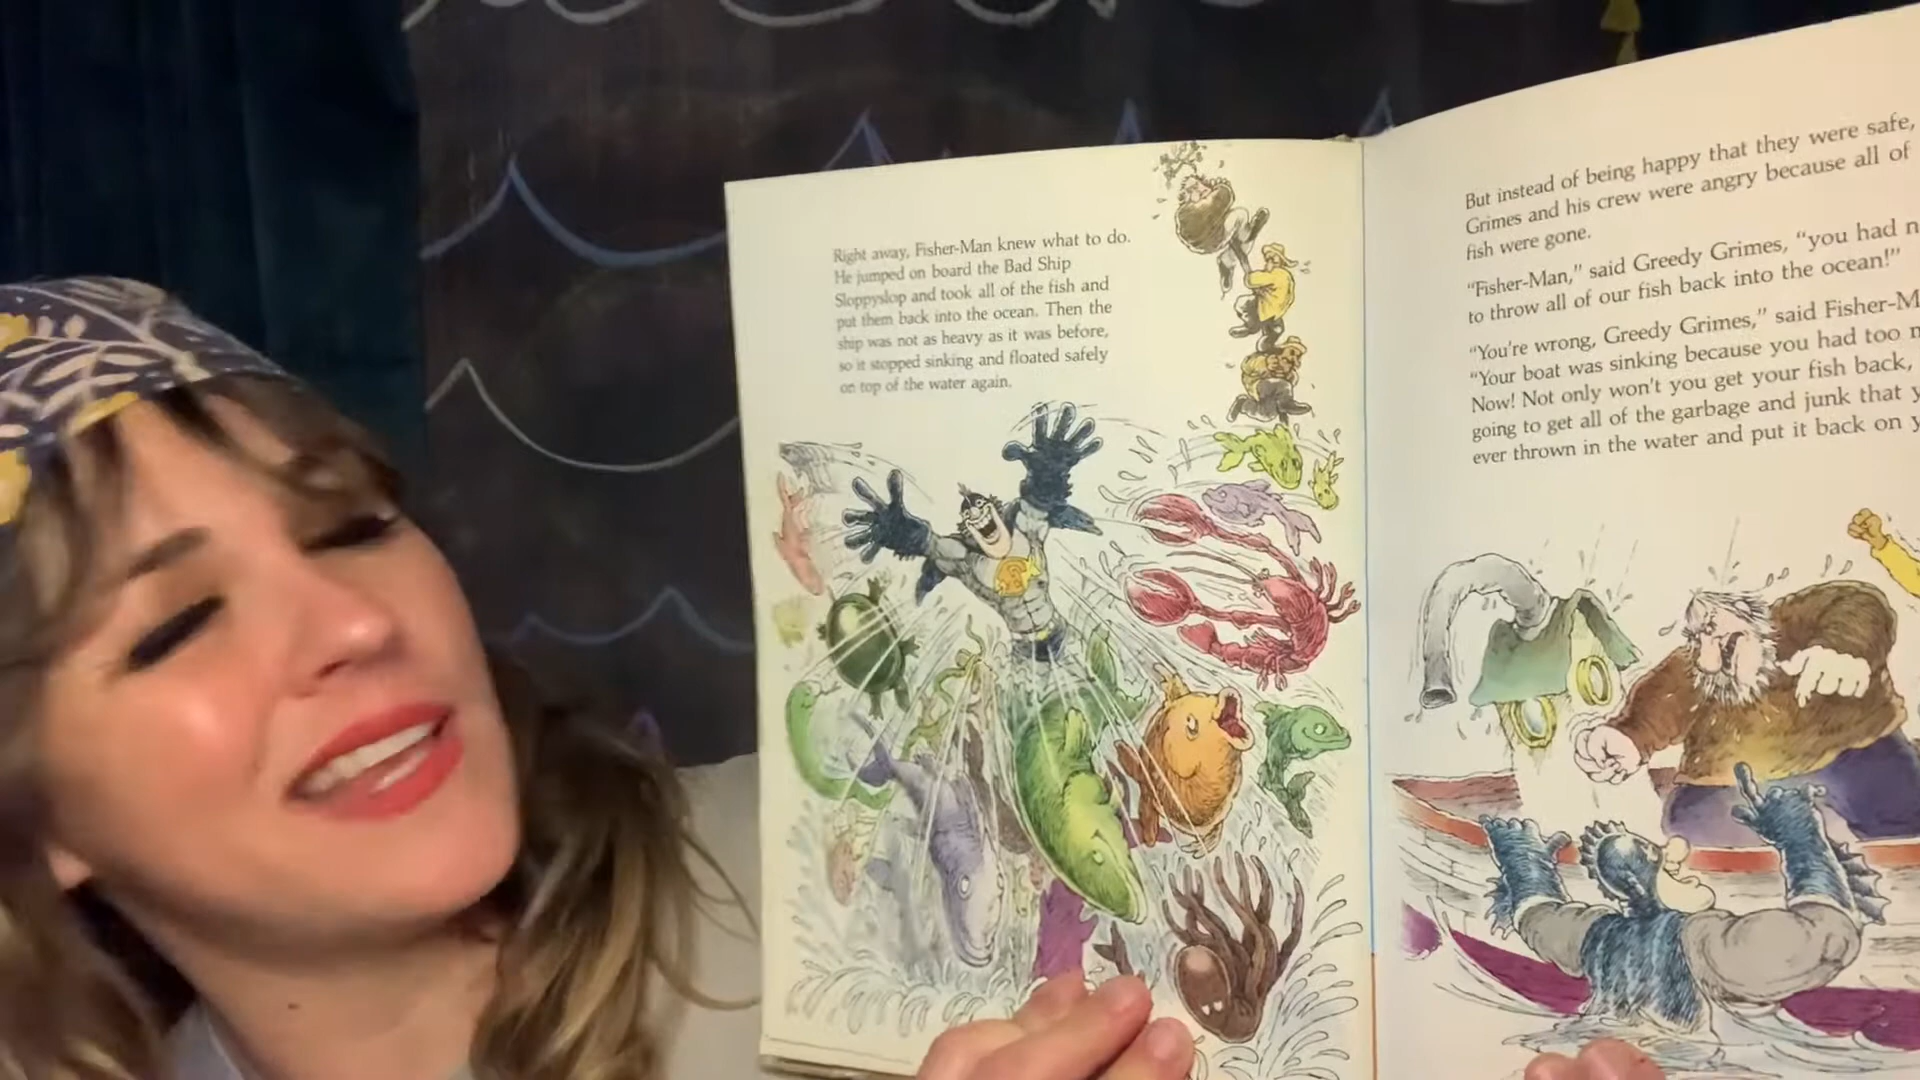 Right away, Fisher-Man knew what to do.
He jumped on board the Bad Ship
Sloppyslop and took all of the fish and
put them back into the ocean. Then the
ship was not as heavy as it was before,
so it stopped sinking and floated safely
on top of the water again.
But instead of being happy that they were safe,
Grimes and his crew were angry because all of
fish were gone.
"Fisher-Man," said Greedy Grimes, "you had n
to throw all of our fish back into the ocean!"
"You're wrong, Greedy Grimes," said Fisher-M
"Your boat was sinking because you had too m
Now! Not only won't you get your fish back,
going to get all of the garbage and junk that y
ever thrown in the water and put it back on y